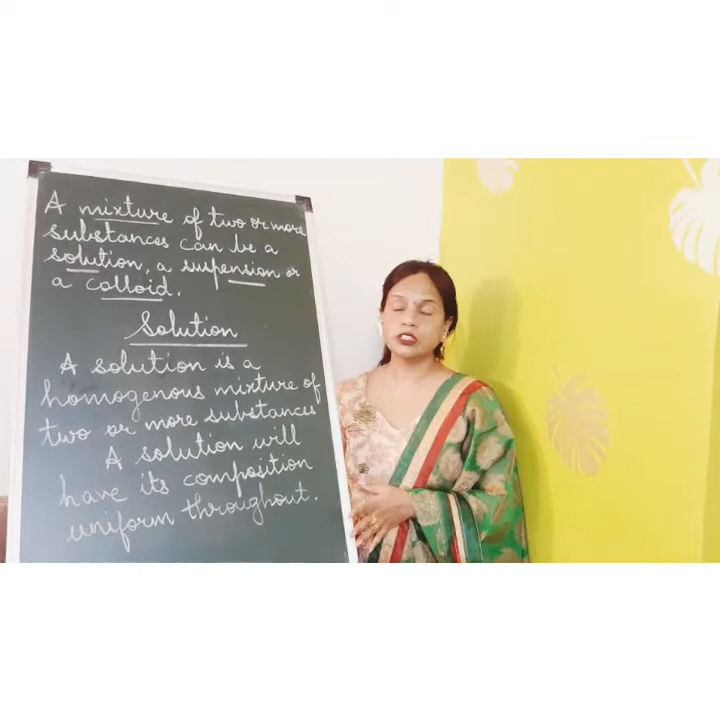 A mixture of two or more
substances can be a
solution, a suspension or
a colloid.
Solution
A solution is a
homogenous mixture of
two or more substances
A solution will
have its composition
uniform throughout.